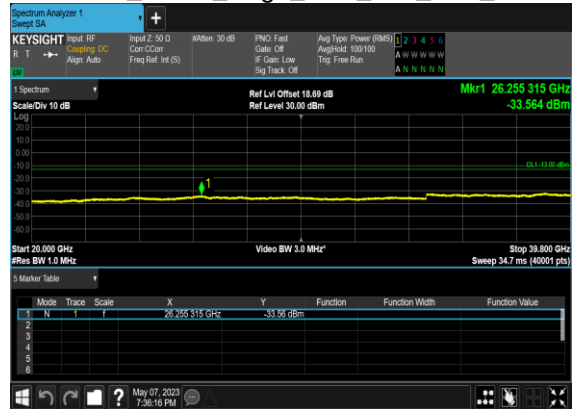 Spectrum Analyzer 1
Swept SA
+
KEYSIGHT
R T
Input: RF
Coupling: DC
Align: Auto
Input Z: 50 Ω
Corr CCorr
Freq Ref: Int (S)
#Atten: 30 dB
PNO: Fast
Gate: Off
IF Gain: Low
Sig Track: Off
Avg Type: Power (RMS)
Avg|Hold: 100/100
Trig: Free Run
1 2 3 4 5 6
A W W W W W
A N N N N N
1 Spectrum
Scale/Div 10 dB
Ref Lvl Offset 18.69 dB
Ref Level 30.00 dBm
Mkr1 26.255 315 GHz
-33.564 dBm
Log
20.0
10.0
0.00
-10.0
-20.0
-30.0
-40.0
-50.0
-60.0
DL1 -13.00 dBm
1
Start 20.000 GHz
#Res BW 1.0 MHz
Video BW 3.0 MHz*
Stop 39.800 GHz
Sweep 34.7 ms (40001 pts)
5 Marker Table
Mode Trace Scale X Y Function Function Width Function Value
1 N 1 f 26.255 315 GHz -33.56 dBm
2
3
4
5
6
?
May 07, 2023
7:36:16 PM